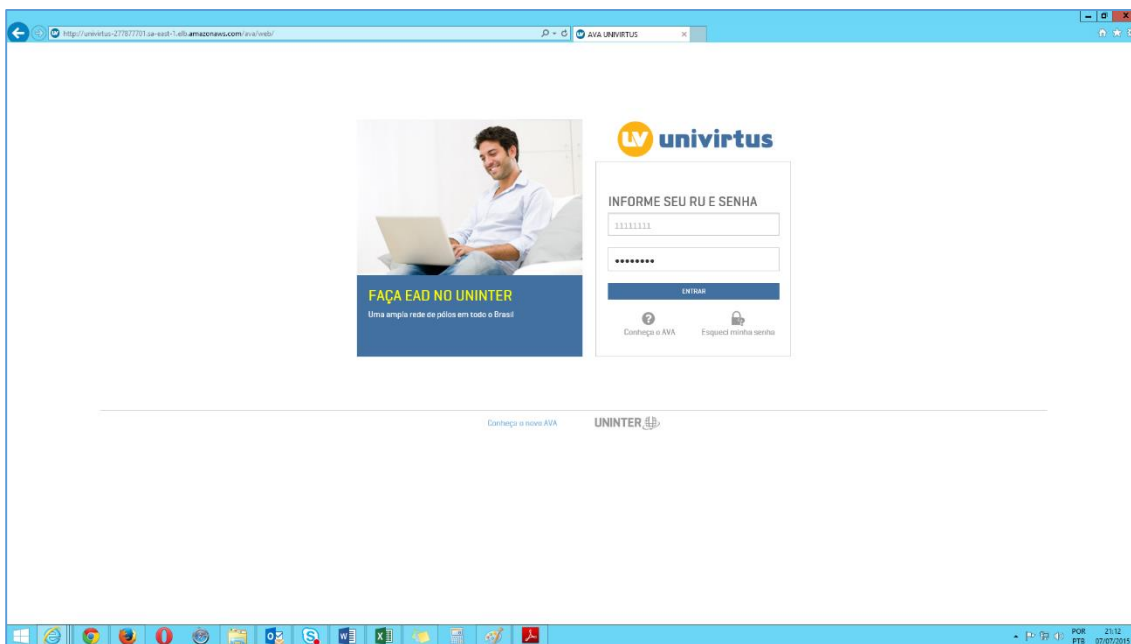 http://univirtus-277877701.sa-east-1.elb.amazonaws.com/ava/web/
AVA UNIVIRTUS
UV univirtus
INFORME SEU RU E SENHA
11111111
ENTRAR
Conheça o AVA
Esqueci minha senha
FAÇA EAD NO UNINTER
Uma ampla rede de pólos em todo o Brasil
Conheça o novo AVA
UNINTER
POR 21:12
PTB 07/07/2015